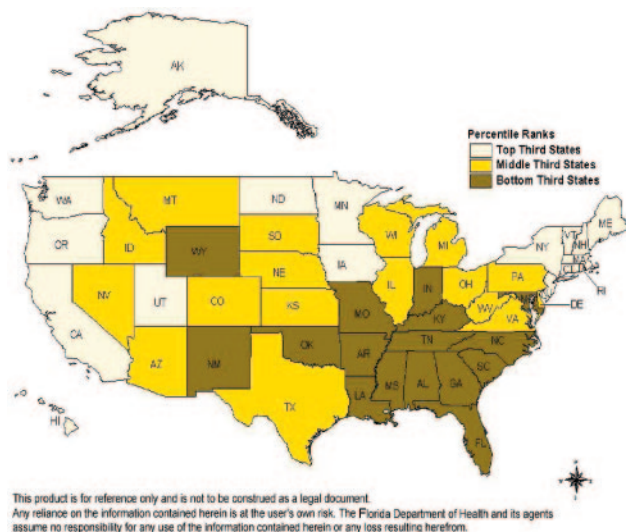 AK
Percentile Ranks
Top Third States
Middle Third States
Bottom Third States
WA
MT
ND
MN
ME
VT
NH
OR
ID
SD
WI
MI
NY
MA
WY
RI
IA
NE
PA
NV
UT
CO
IL
IN
OH
DE
KS
MO
WV
VA
KY
CA
NC
TN
AZ
NM
OK
AR
SC
MS
AL
GA
TX
LA
HI
FL
This product is for reference only and is not to be construed as a legal document.
Any reliance on the information contained herein is at the user's own risk. The Florida Department of Health and its agents
assume no responsibility for any use of the information contained herein or any loss resulting herefrom.